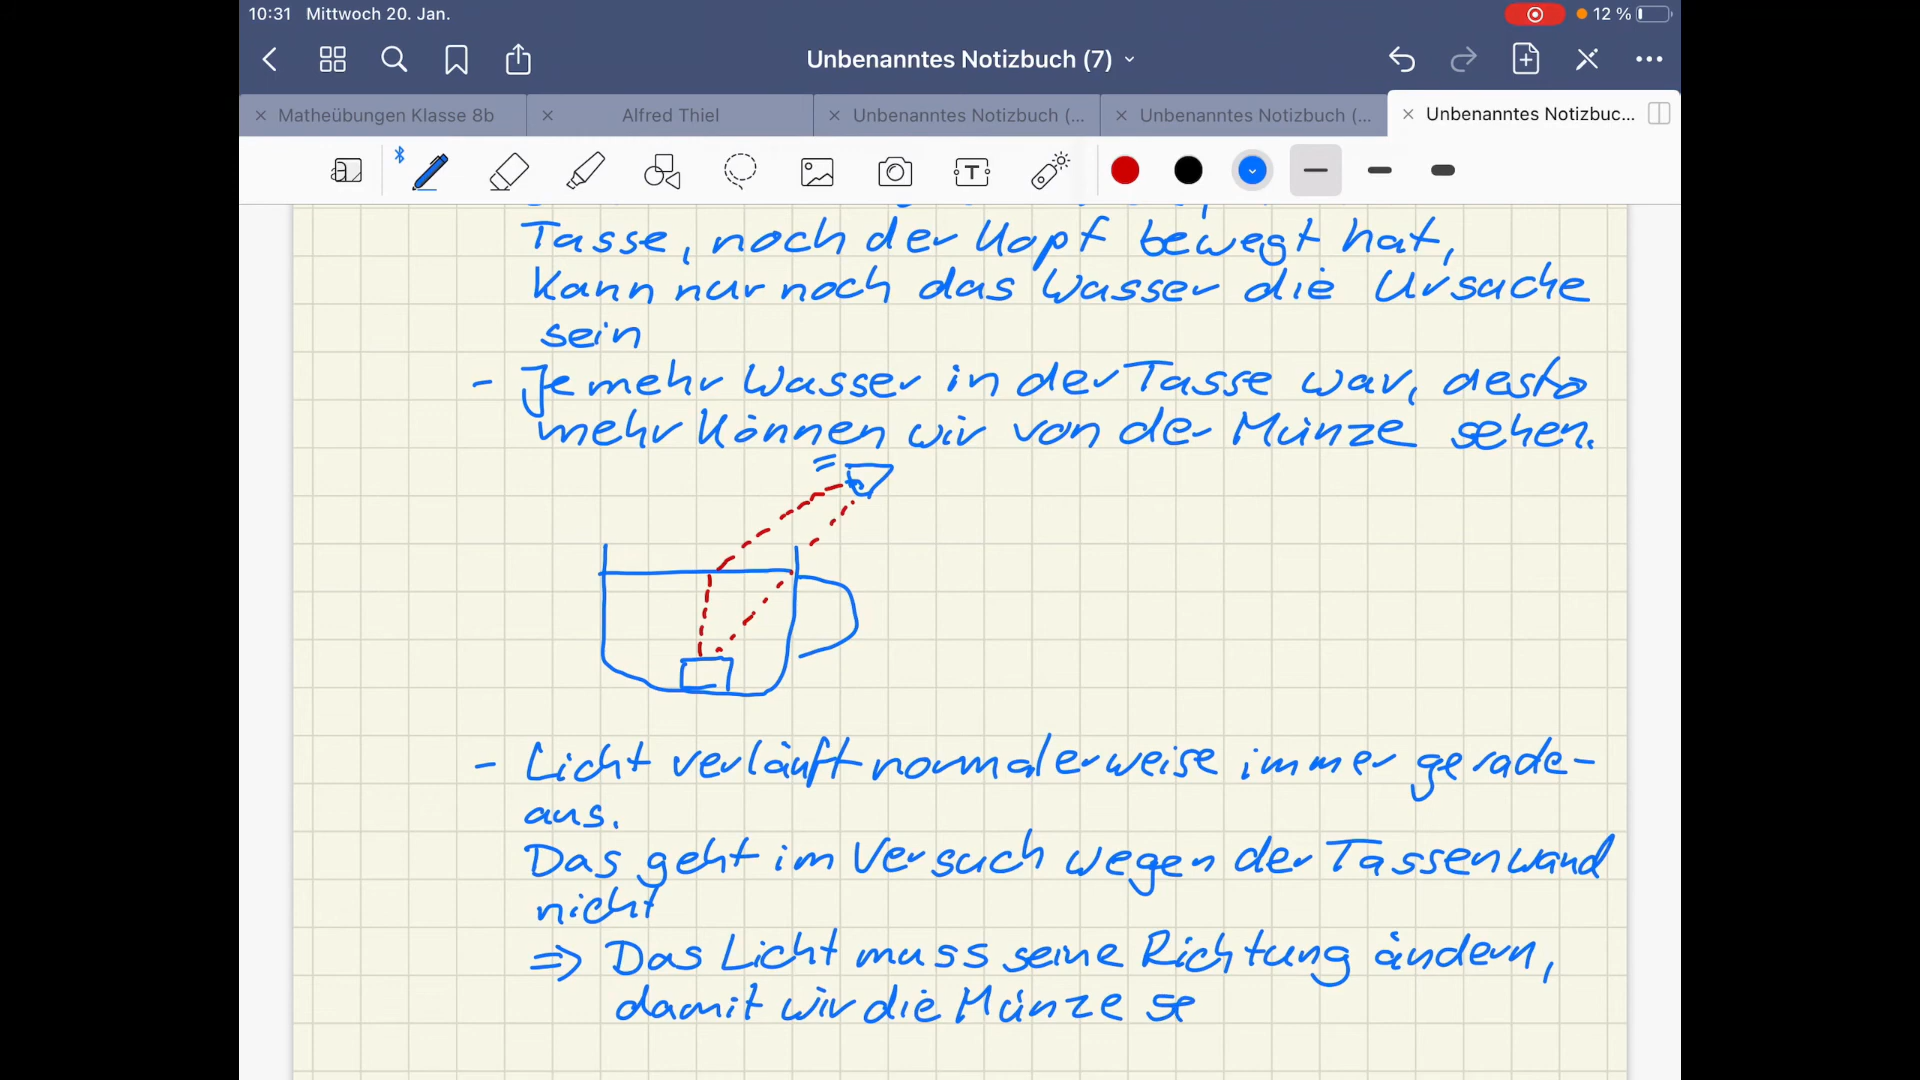 10:31 Mittwoch 20. Jan.
12 %
Unbenanntes Notizbuch (7)
Matheübungen Klasse 8b
Alfred Thiel
Unbenanntes Notizbuch (...
Unbenanntes Notizbuch (...
Unbenanntes Notizbuc...
T
Tasse, noch der Kopf bewegt hat,
Kann nur noch das Wasser die Ursache
sein
- Je mehr Wasser in der Tasse war, desto
mehr können wir von der Münze sehen.
- Licht verläuft normalerweise immer gerade-
aus.
Das geht im Versuch wegen der Tassenwand
nicht
=> Das Licht muss seine Richtung ändern,
damit wir die Münze se